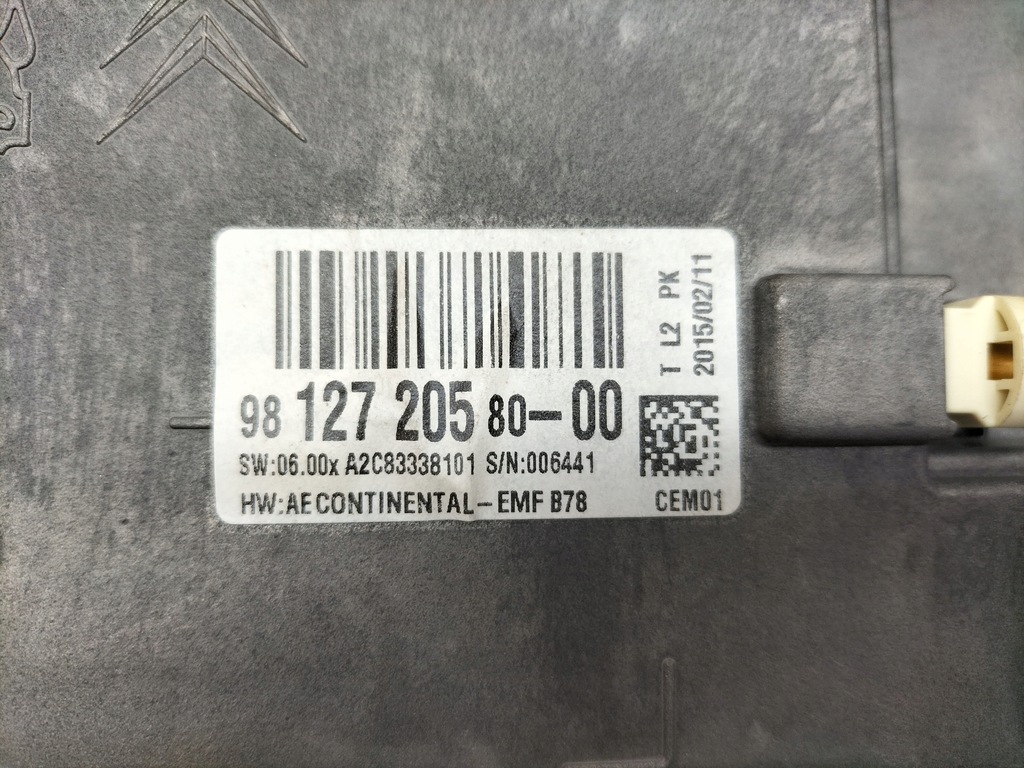 T L2 PK
2015/02/11
98 127 205 80-00
SW:06.00x A2C83338101 S/N:006441
HW:AE CONTINENTAL-EMF B78
CEM01